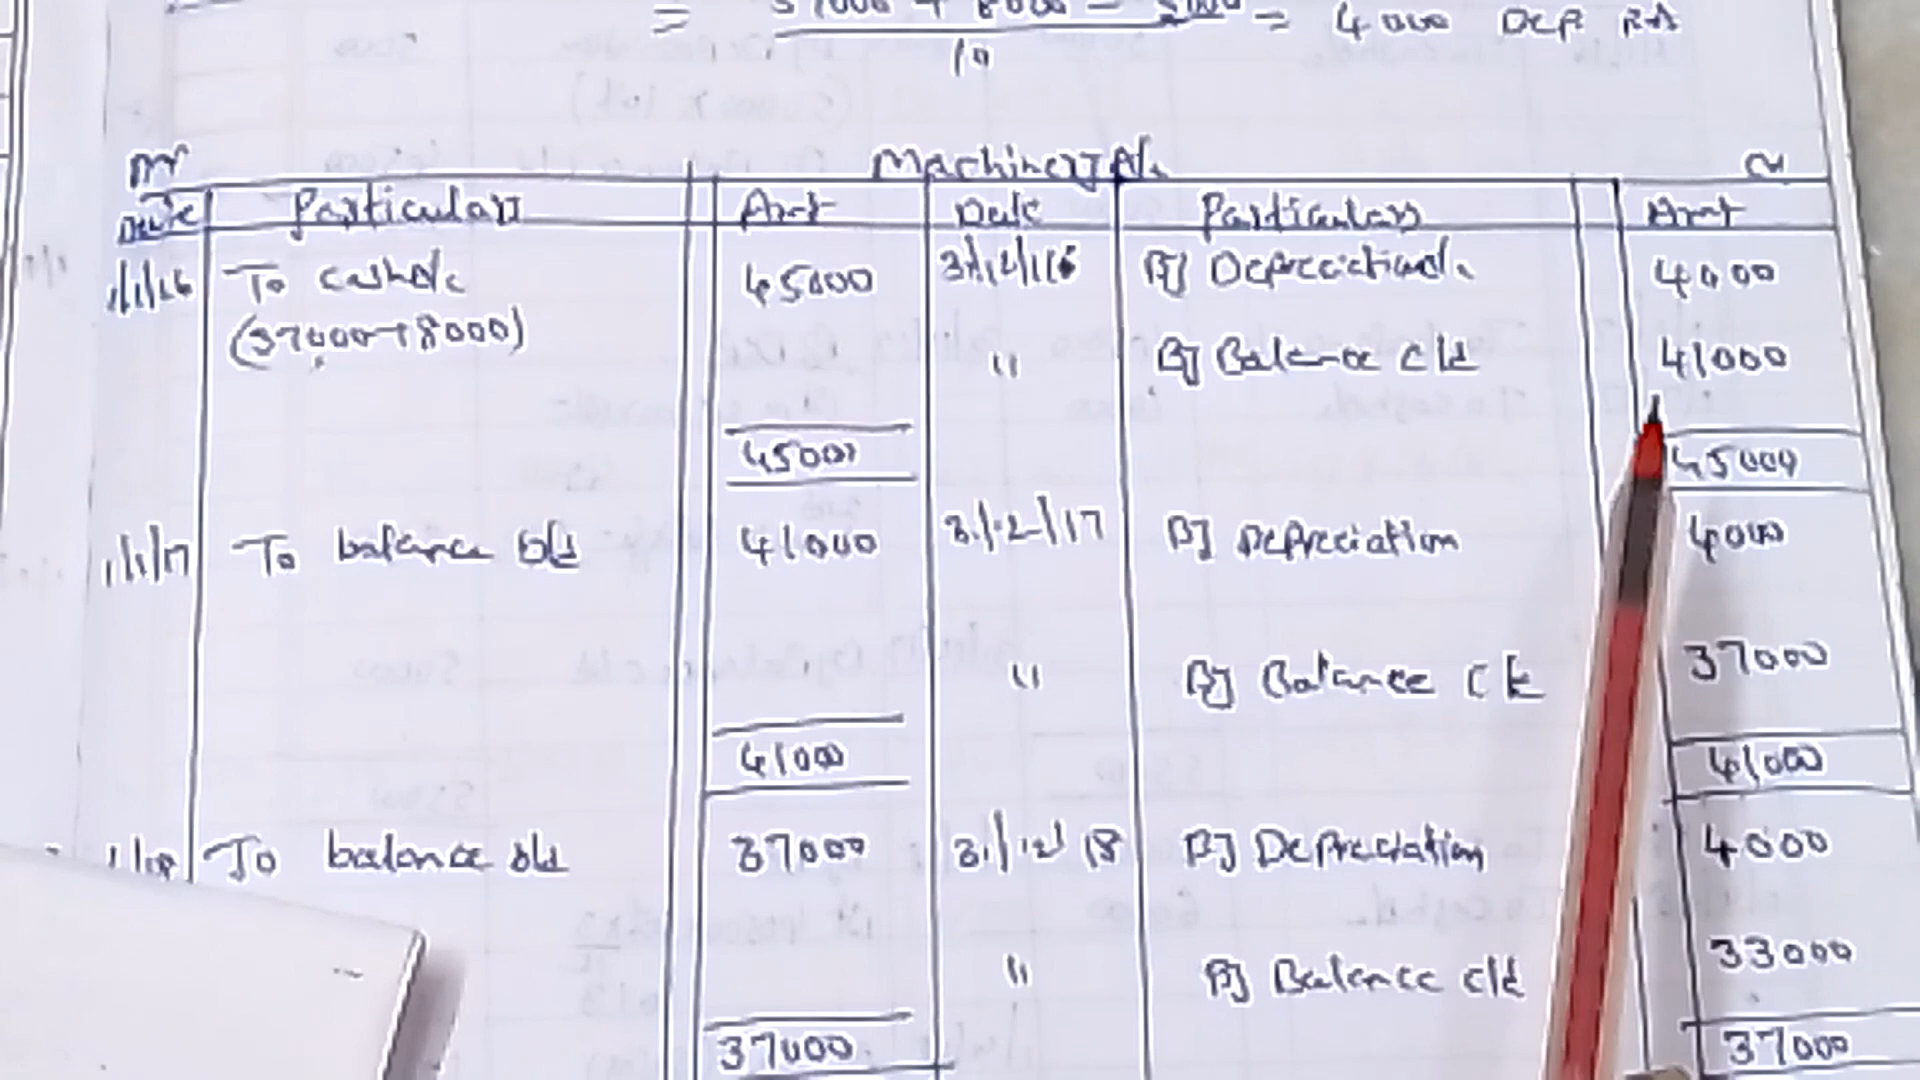 = 37000 + 8000 - 5000 / 10 = 4000 Dep P.A
Dr Machinery A/c Cr
Date Particulars Amt Date Particulars Amt
1/1/16 To cash a/c 45000 31/12/16 By Depreciation a/c 4000
(37000+8000) " By Balance c/d 41000
45000 45000
1/1/17 To balance b/d 41000 31/12/17 By Depreciation 4000
" By Balance c/d 37000
41000 41000
1/1/18 To balance b/d 37000 31/12/18 By Depreciation 4000
" By Balance c/d 33000
37000 37000